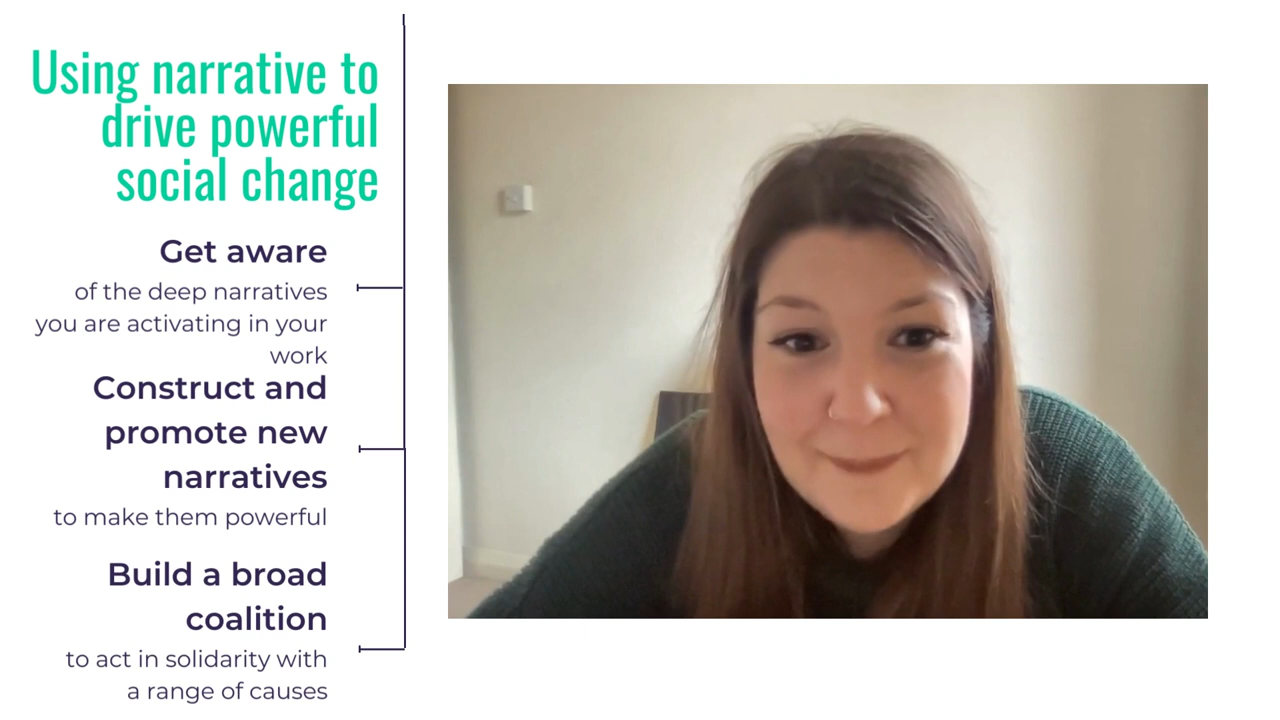 Using narrative to
drive powerful
social change
Get aware
of the deep narratives
you are activating in your
work
Construct and
promote new
narratives
to make them powerful
Build a broad
coalition
to act in solidarity with
a range of causes